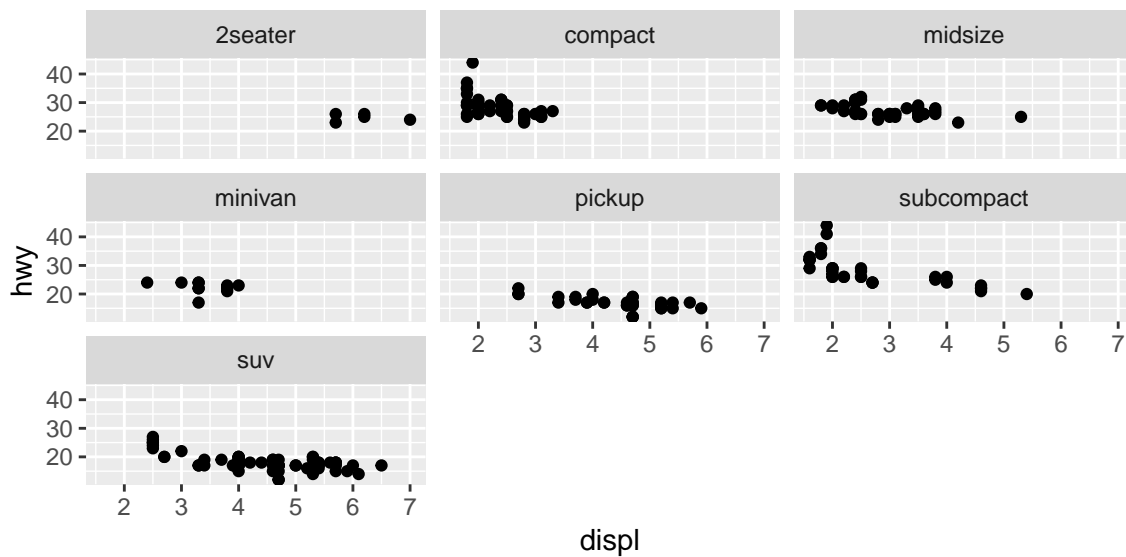 2seater compact midsize
40
30
20
minivan pickup subcompact
hwy
40
30
20
2 3 4 5 6 7 2 3 4 5 6 7
suv
40
30
20
2 3 4 5 6 7
displ